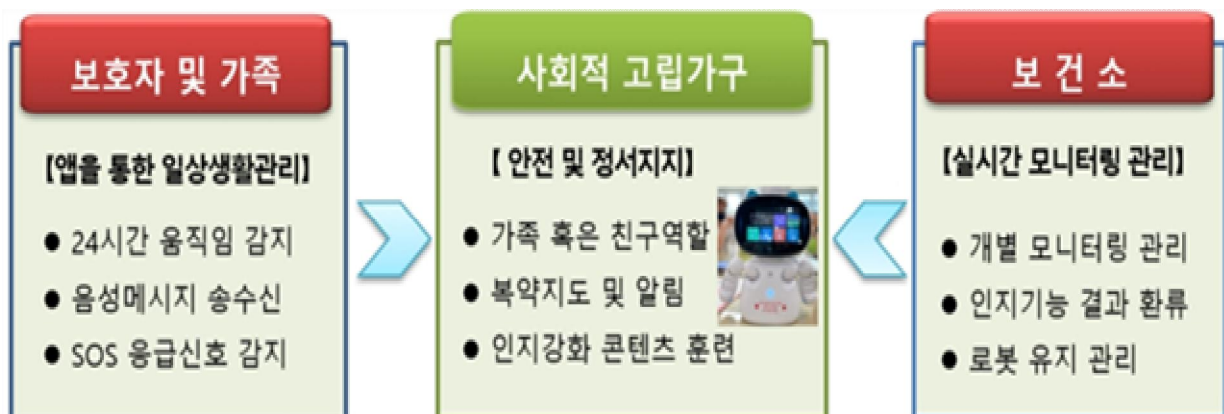 보호자 및 가족
【앱을 통한 일상생활관리】
● 24시간 움직임 감지
● 음성메시지 송수신
● SOS 응급신호 감지
사회적 고립가구
【 안전 및 정서지지】
● 가족 혹은 친구역할
● 복약지도 및 알림
● 인지강화 콘텐츠 훈련
보 건 소
【실시간 모니터링 관리】
● 개별 모니터링 관리
● 인지기능 결과 환류
● 로봇 유지 관리